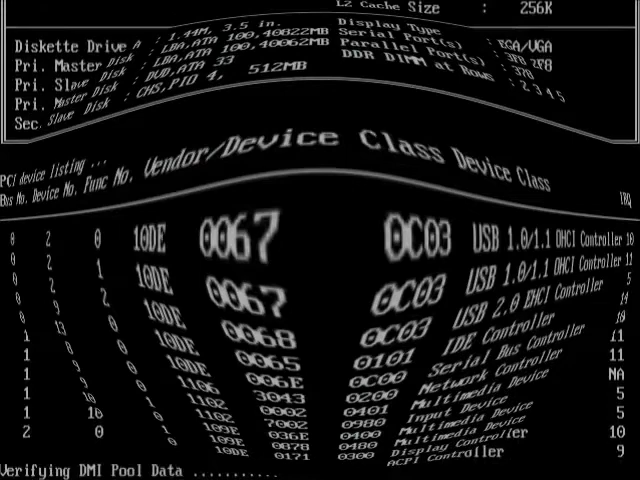 L2 Cache Size : 256K
Diskette Drive A : 1.44M, 3.5 in. Display Type : EGA/VGA
Pri. Master Disk : LBA,ATA 100,40822MB Serial Port(s) : 3F8 2F8
Pri. Slave Disk : LBA,ATA 100,40062MB Parallel Port(s) : 378
Pri. Master Disk : DVD,ATA 33 DDR DIMM at Rows : 2 3 4 5
Sec. Slave Disk : CHS,PIO 4, 512MB
PCI device listing ...
Bus No. Device No. Func No. Vendor/Device Class Device Class IRQ
0 2 0 10DE 0067 0C03 USB 1.0/1.1 OHCI Controller 10
0 2 1 10DE 0067 0C03 USB 1.0/1.1 OHCI Controller 11
0 2 2 10DE 0068 0C03 USB 2.0 EHCI Controller 5
0 9 0 10DE 0065 0101 IDE Controller 14
0 13 0 10DE 006E 0C00 Serial Bus Controller 10
1 8 0 1106 3043 0200 Network Controller 11
1 9 0 1102 0002 0401 Multimedia Device 11
1 9 1 1102 7002 0980 Input Device NA
1 10 0 109E 036E 0400 Multimedia Device 5
1 10 1 109E 0878 0480 Multimedia Device 5
2 0 0 10DE 0171 0300 Display Controller 10
ACPI Controller 9
Verifying DMI Pool Data ...........